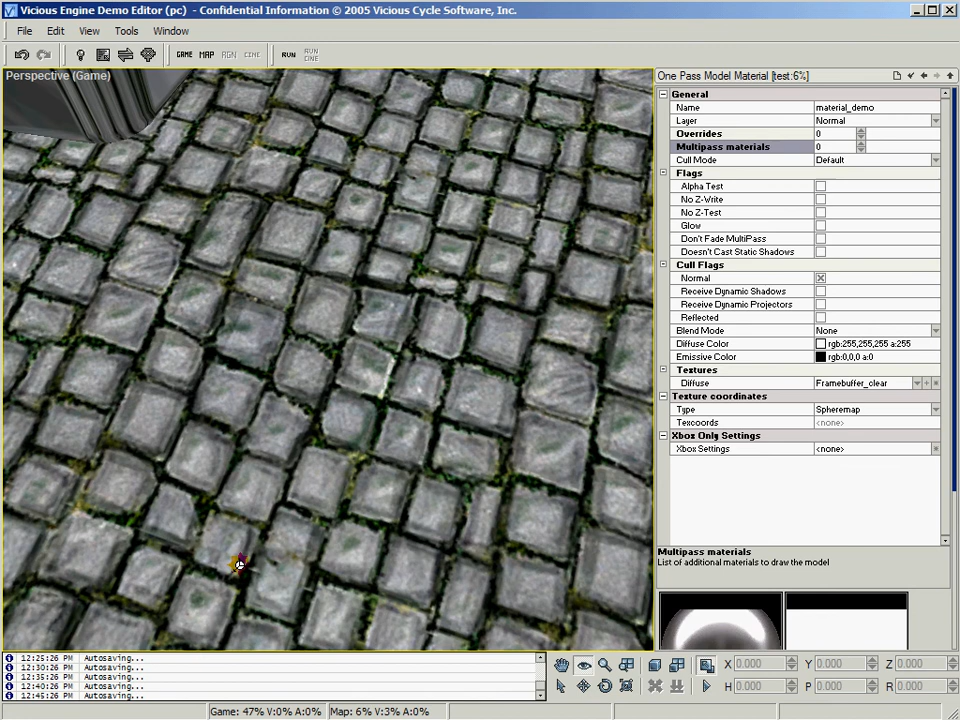 Vicious Engine Demo Editor (pc) - Confidential Information © 2005 Vicious Cycle Software, Inc.
File Edit View Tools Window
GAME MAP AGN CINE RUN RUN CINE
Perspective (Game)
One Pass Model Material [test:6%]
General
Name material_demo
Layer Normal
Overrides 0
Multipass materials 0
Cull Mode Default
Flags
Alpha Test
No Z-Write
No Z-Test
Glow
Don't Fade MultiPass
Doesn't Cast Static Shadows
Cull Flags
Normal
Receive Dynamic Shadows
Receive Dynamic Projectors
Reflected
Blend Mode None
Diffuse Color rgb:255,255,255 a:255
Emissive Color rgb:0,0,0 a:0
Textures
Diffuse Framebuffer_clear
Texture coordinates
Type Spheremap
Texcoords <none>
Xbox Only Settings
Xbox Settings <none>
Multipass materials
List of additional materials to draw the model
12:25:26 PM Autosaving...
12:30:26 PM Autosaving...
12:35:26 PM Autosaving...
12:40:26 PM Autosaving...
12:45:26 PM Autosaving...
X 0.000 Y 0.000 Z 0.000
H 0.000 P 0.000 R 0.000
Game: 47% V:0% A:0% Map: 6% V:3% A:0%